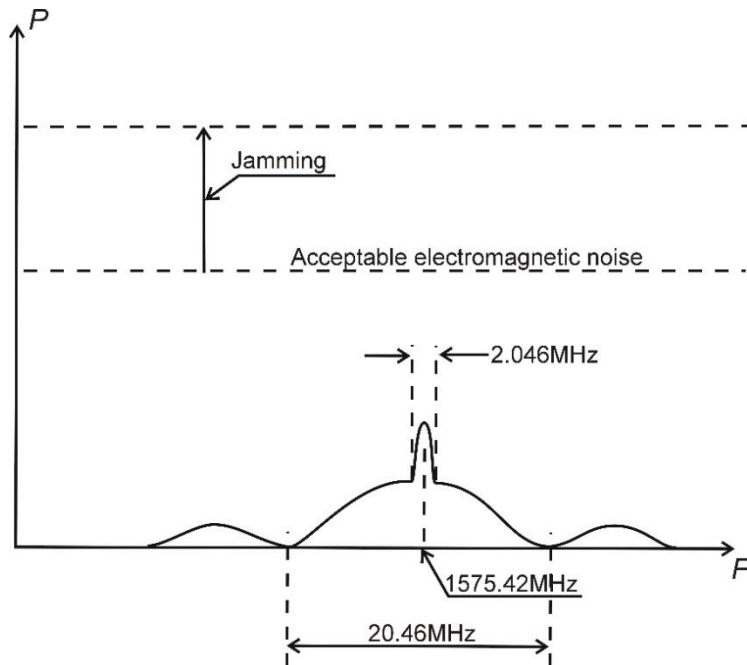 P
Jamming
Acceptable electromagnetic noise
2.046MHz
F
1575.42MHz
20.46MHz